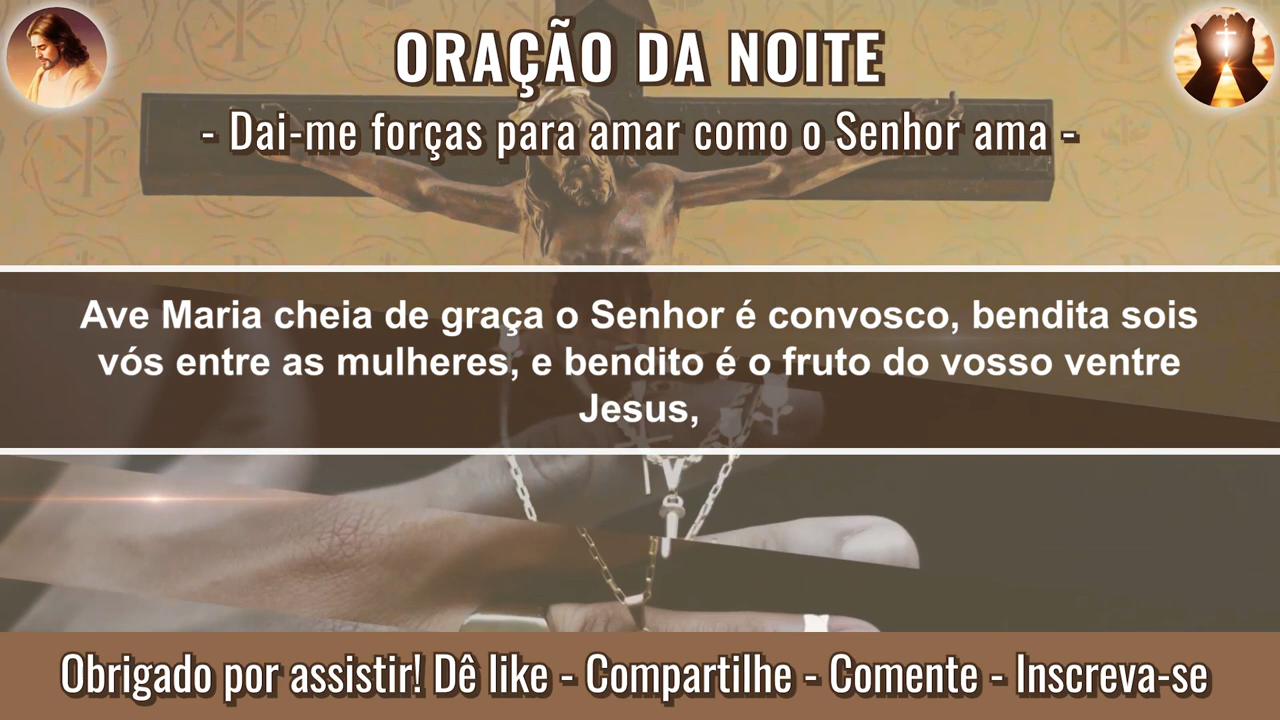 ORAÇÃO DA NOITE
- Dai-me forças para amar como o Senhor ama -
Ave Maria cheia de graça o Senhor é convosco, bendita sois
vós entre as mulheres, e bendito é o fruto do vosso ventre
Jesus,
Obrigado por assistir! Dê like - Compartilhe - Comente - Inscreva-se